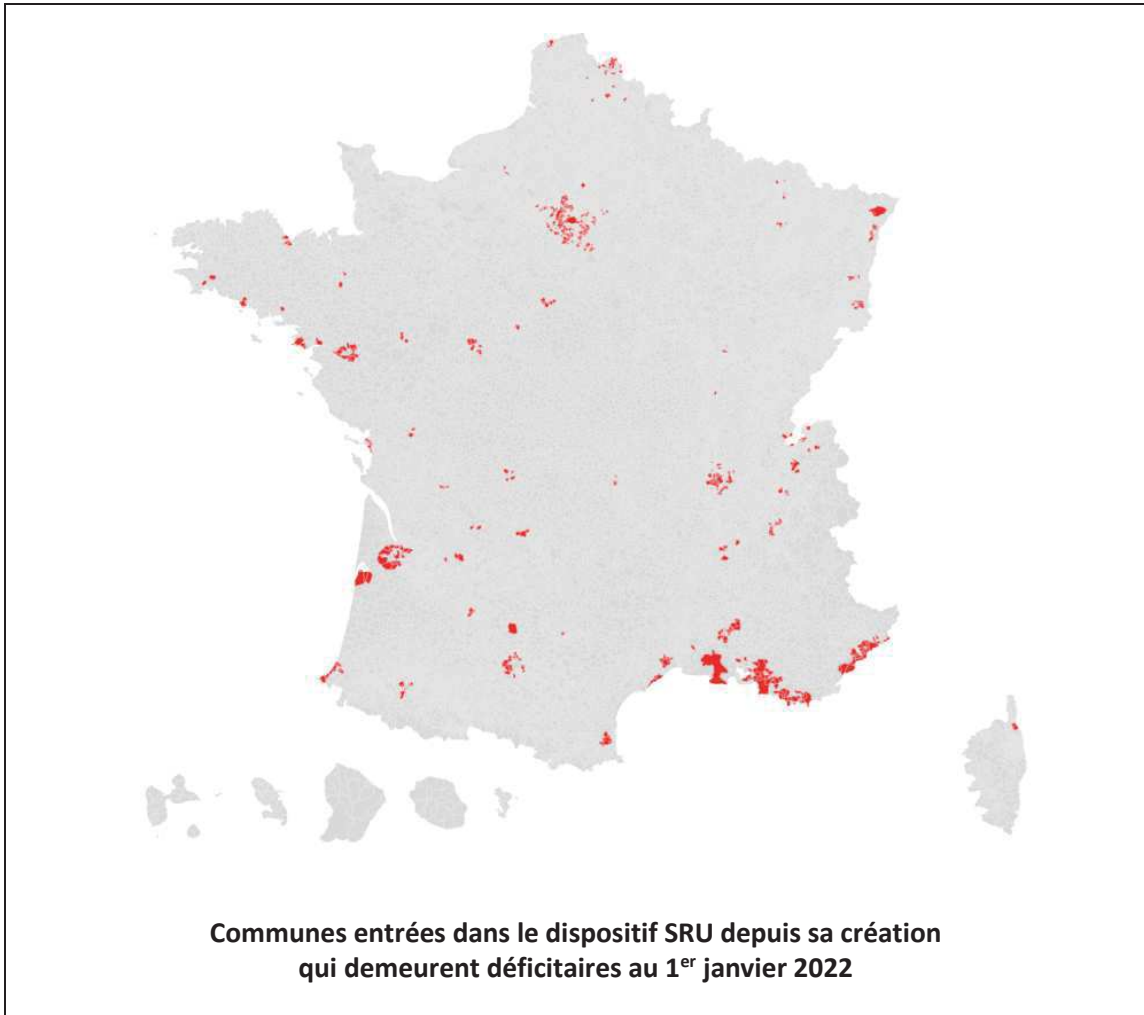 Communes entrées dans le dispositif SRU depuis sa création
qui demeurent déficitaires au 1er janvier 2022